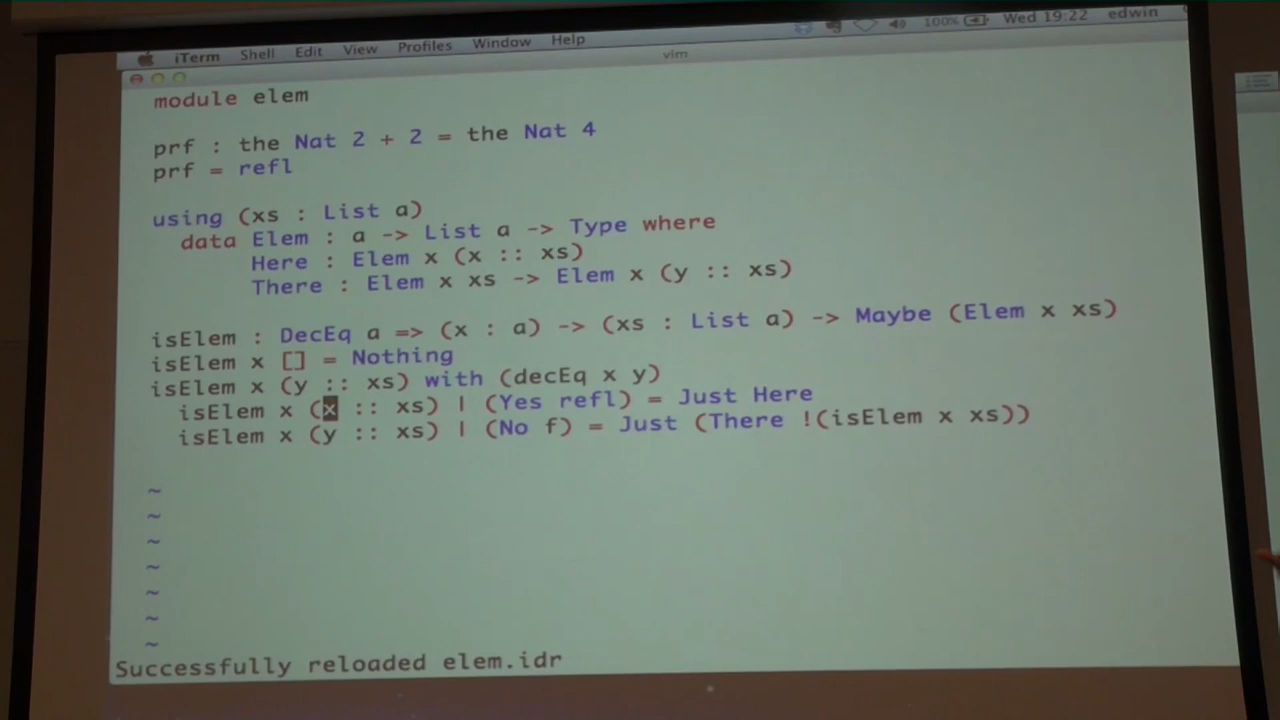 iTerm Shell Edit View Profiles Window Help 100% Wed 19:22 edwin
vim
module elem
prf : the Nat 2 + 2 = the Nat 4
prf = refl
using (xs : List a)
data Elem : a -> List a -> Type where
Here : Elem x (x :: xs)
There : Elem x xs -> Elem x (y :: xs)
isElem : DecEq a => (x : a) -> (xs : List a) -> Maybe (Elem x xs)
isElem x [] = Nothing
isElem x (y :: xs) with (decEq x y)
isElem x (x :: xs) | (Yes refl) = Just Here
isElem x (y :: xs) | (No f) = Just (There !(isElem x xs))
~
~
~
~
~
~
~
Successfully reloaded elem.idr